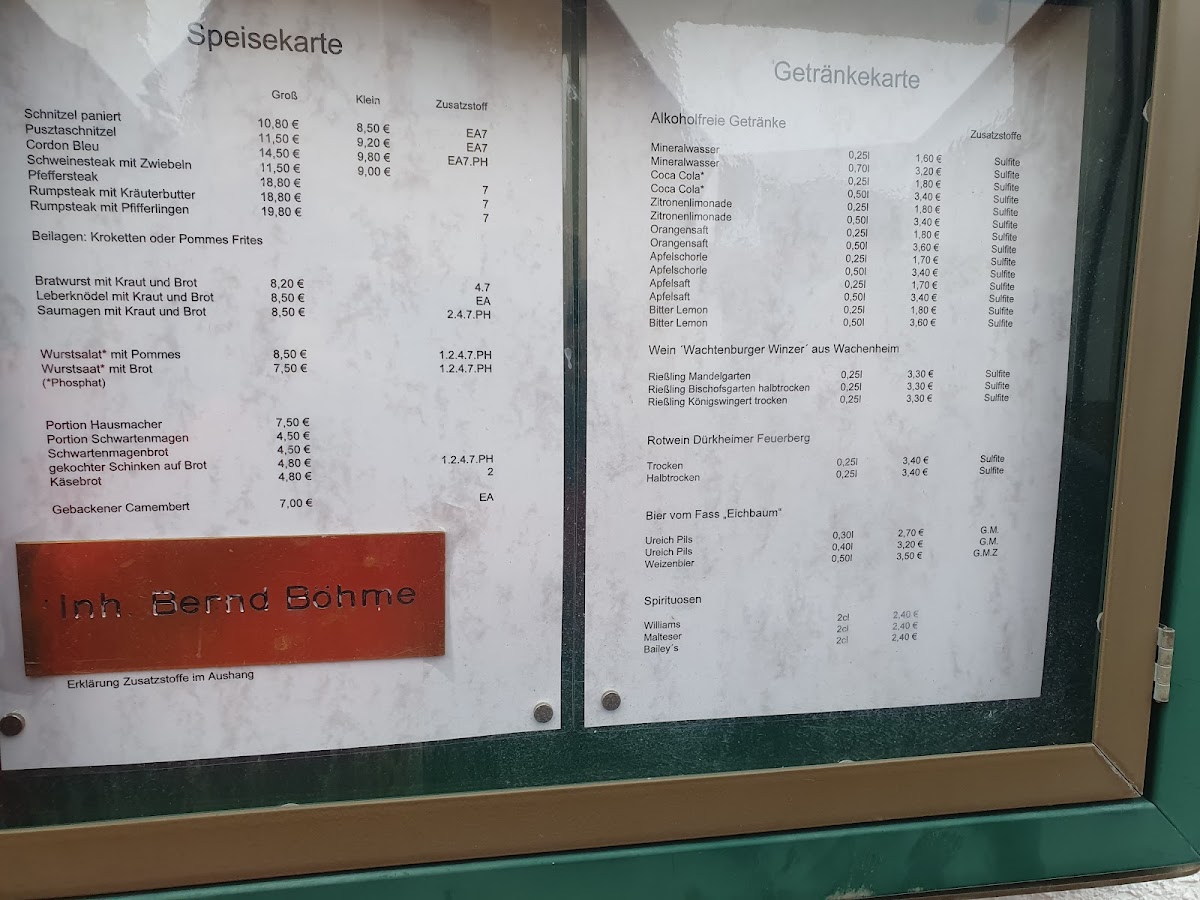 Speisekarte
Groß Klein Zusatzstoff
Schnitzel paniert 10,80 € 8,50 € EA7
Pusztaschnitzel 11,50 € 9,20 € EA7
Cordon Bleu 14,50 € 9,80 € EA7.PH
Schweinesteak mit Zwiebeln 11,50 € 9,00 €
Pfeffersteak 18,80 € 7
Rumpsteak mit Kräuterbutter 18,80 € 7
Rumpsteak mit Pfifferlingen 19,80 € 7
Beilagen: Kroketten oder Pommes Frites
Bratwurst mit Kraut und Brot 8,20 € 4.7
Leberknödel mit Kraut und Brot 8,50 € EA
Saumagen mit Kraut und Brot 8,50 € 2.4.7.PH
Wurstsalat* mit Pommes 8,50 € 1.2.4.7.PH
Wurstsaat* mit Brot 7,50 € 1.2.4.7.PH
(*Phosphat)
Portion Hausmacher 7,50 €
Portion Schwartenmagen 4,50 €
Schwartenmagenbrot 4,50 €
gekochter Schinken auf Brot 4,80 € 1.2.4.7.PH
Käsebrot 4,80 € 2
Gebackener Camembert 7,00 € EA
Inh. Bernd Böhme
Erklärung Zusatzstoffe im Aushang
Getränkekarte
Alkoholfreie Getränke
Zusatzstoffe
Mineralwasser 0,25l 1,60 € Sulfite
Mineralwasser 0,70l 3,20 € Sulfite
Coca Cola* 0,25l 1,80 € Sulfite
Coca Cola* 0,50l 3,40 € Sulfite
Zitronenlimonade 0,25l 1,80 € Sulfite
Zitronenlimonade 0,50l 3,40 € Sulfite
Orangensaft 0,25l 1,80 € Sulfite
Orangensaft 0,50l 3,60 € Sulfite
Apfelschorle 0,25l 1,70 € Sulfite
Apfelschorle 0,50l 3,40 € Sulfite
Apfelsaft 0,25l 1,70 € Sulfite
Apfelsaft 0,50l 3,40 € Sulfite
Bitter Lemon 0,25l 1,80 € Sulfite
Bitter Lemon 0,50l 3,60 € Sulfite
Wein ´Wachtenburger Winzer´ aus Wachenheim
Rießling Mandelgarten 0,25l 3,30 € Sulfite
Rießling Bischofsgarten halbtrocken 0,25l 3,30 € Sulfite
Rießling Königswingert trocken 0,25l 3,30 € Sulfite
Rotwein Dürkheimer Feuerberg
Trocken 0,25l 3,40 € Sulfite
Halbtrocken 0,25l 3,40 € Sulfite
Bier vom Fass „Eichbaum“
Ureich Pils 0,30l 2,70 € G.M.
Ureich Pils 0,40l 3,20 € G.M.
Weizenbier 0,50l 3,50 € G.M.Z
Spirituosen
Williams 2cl 2,40 €
Malteser 2cl 2,40 €
Bailey´s 2cl 2,40 €